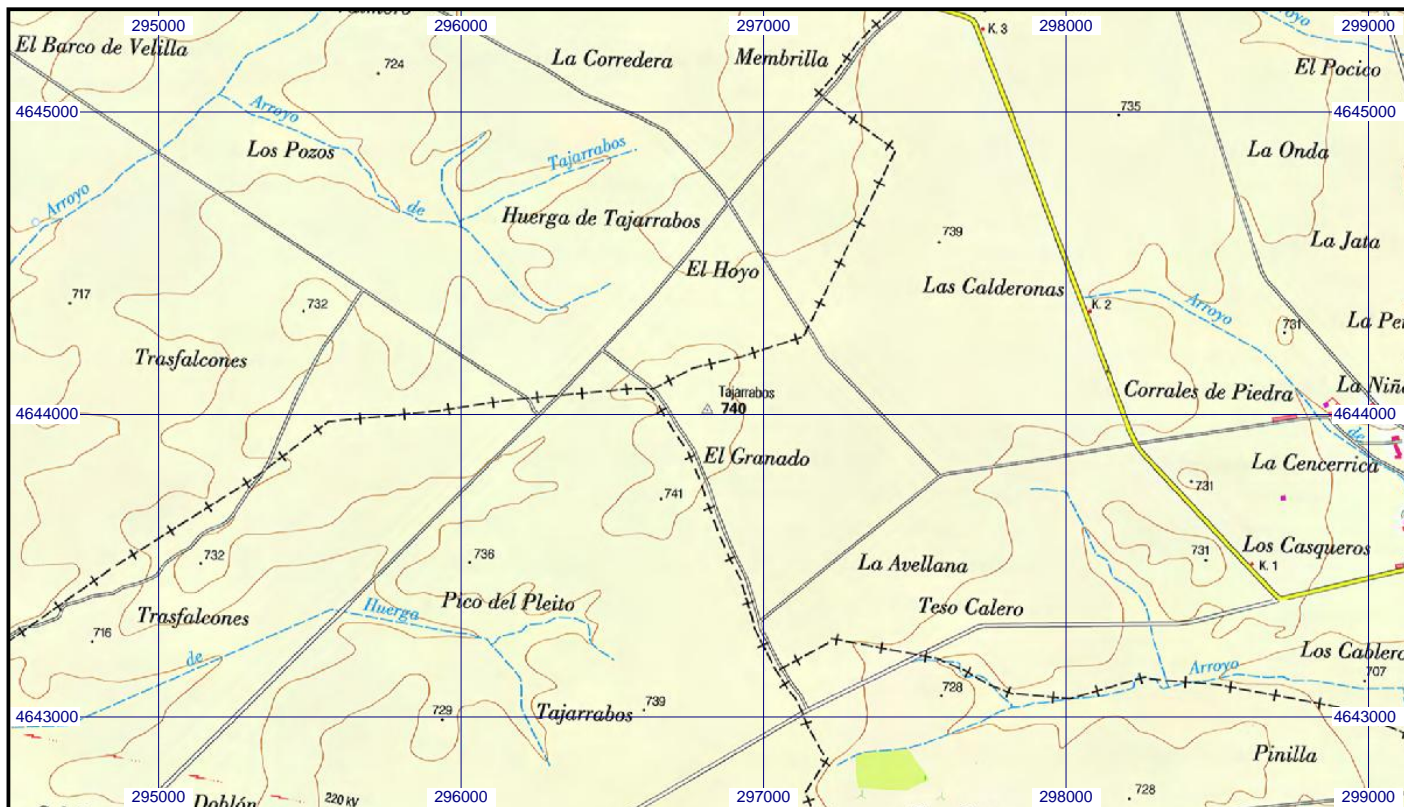 295000 296000 297000 298000 299000
Arroyo
K. 3
El Barco de Velilla
724
La Corredera
Membrilla
El Pocico
4645000 4645000
Arroyo
735
Los Pozos
Tajarrabos
La Onda
Arroyo
de
Huerga de Tajarrabos
739
La Jata
El Hoyo
Las Calderonas
717
732
K. 2
Arroyo
731
Trasfalcones
Corrales de Piedra
Tajarrabos
740
4644000 4644000
de
El Granado
La Cencerrica
741
731
732
736
La Avellana
731
Los Casqueros
K. 1
Trasfalcones
Huerga
Pico del Pleito
Teso Calero
716
de
Los Cablero
Arroyo
707
728
729
Tajarrabos
739
4643000 4643000
Pinilla
728
220 kV
Doblón
295000 296000 297000 298000 299000